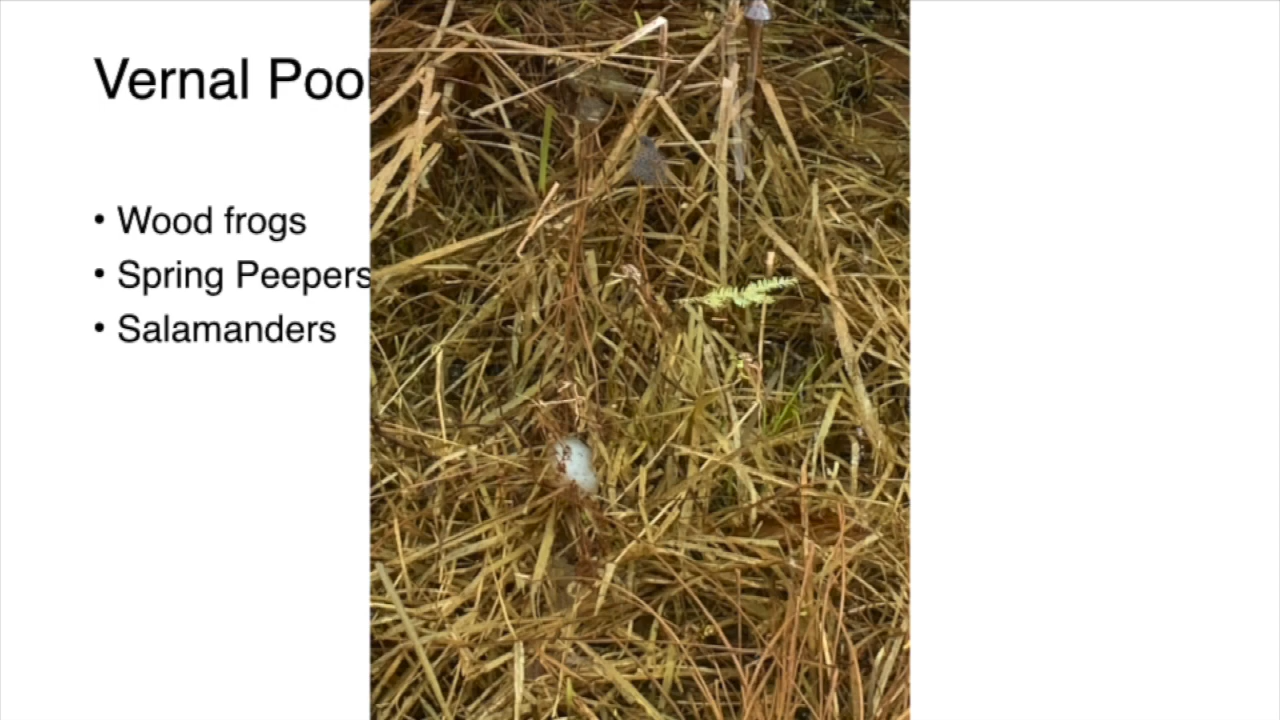 Vernal Poo
• Wood frogs
• Spring Peepers
• Salamanders